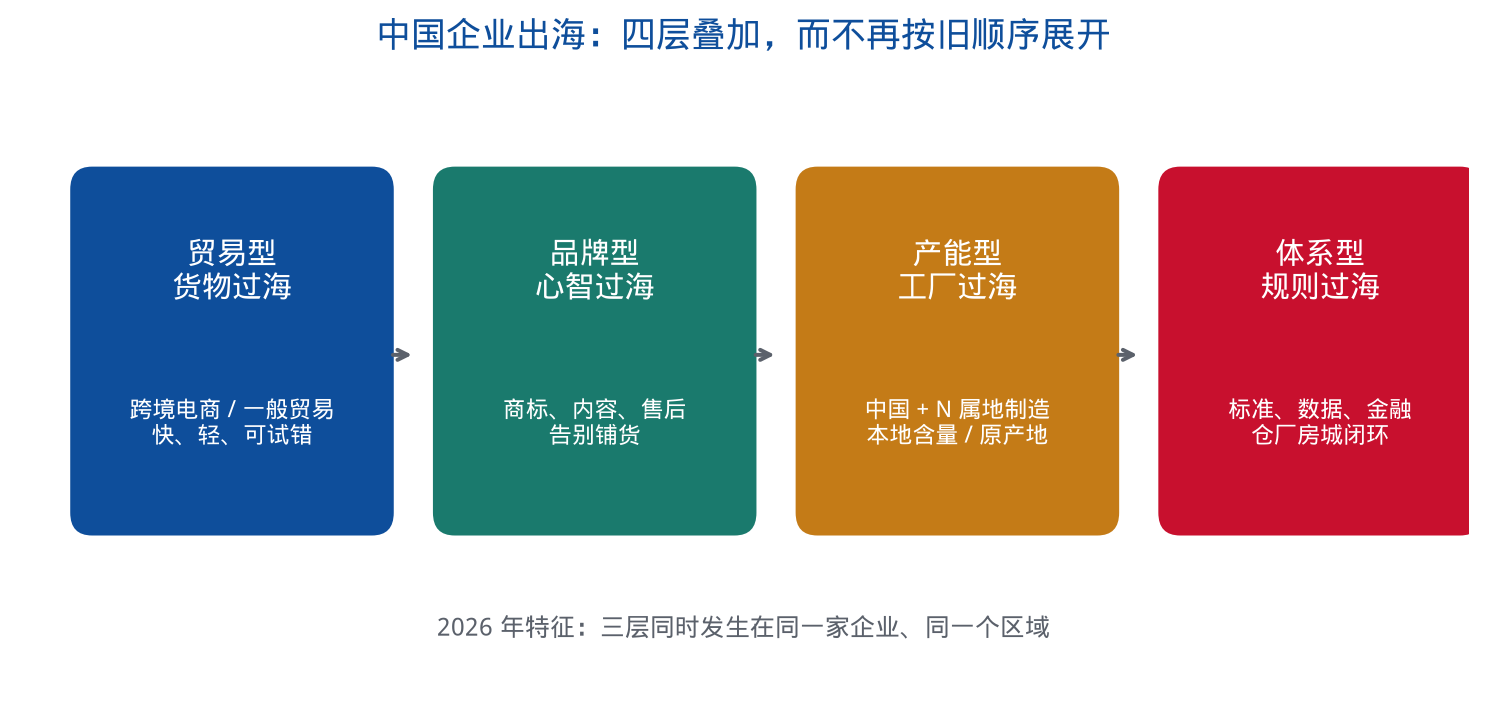 中国企业出海：四层叠加，而不再按旧顺序展开
贸易型
货物过海
跨境电商 / 一般贸易
快、轻、可试错
品牌型
心智过海
商标、内容、售后
告别铺货
产能型
工厂过海
中国 + N 属地制造
本地含量 / 原产地
体系型
规则过海
标准、数据、金融
仓厂房城闭环
2026 年特征：三层同时发生在同一家企业、同一个区域